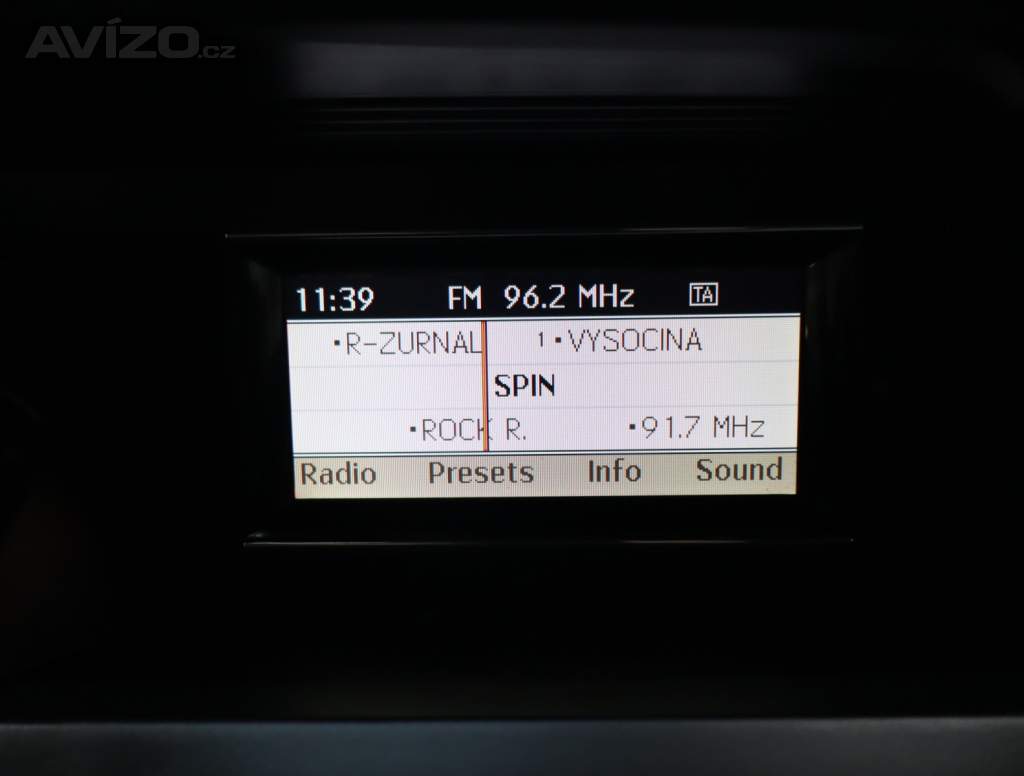 AVÍZO.cz
11:39 FM 96.2 MHz TA
•R-ZURNAL 1•VYSOCINA
SPIN
•ROCK R. •91.7 MHz
Radio Presets Info Sound